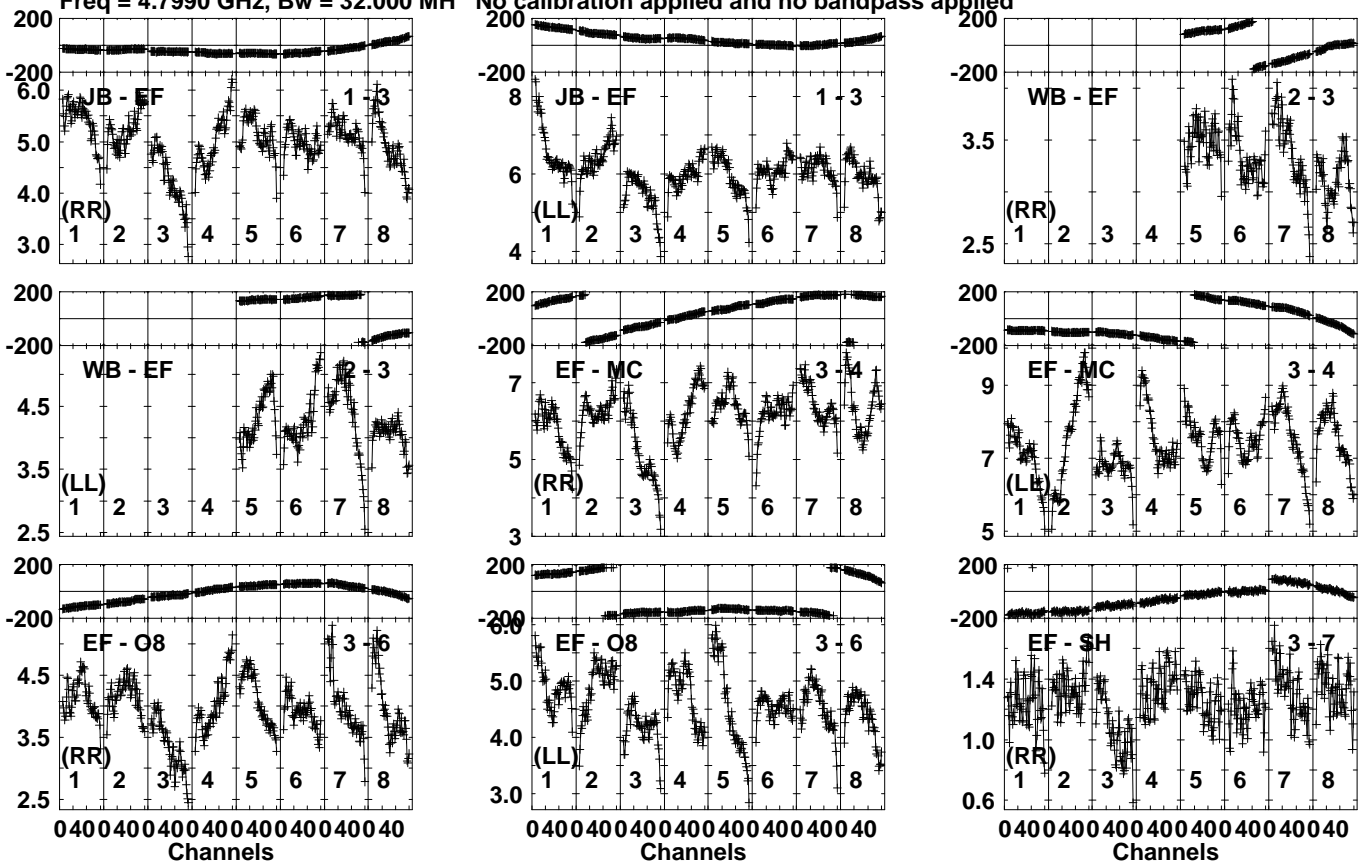 Freq = 4.7990 GHz, Bw = 32.000 MH No calibration applied and no bandpass applied
200
-200
6.0
5.0
4.0
3.0
JB - EF 1 - 3
(RR)
1 2 3 4 5 6 7 8
8
6
4
JB - EF 1 - 3
(LL)
1 2 3 4 5 6 7 8
200
-200
3.5
2.5
WB - EF 2 - 3
(RR)
1 2 3 4 5 6 7 8
200
-200
4.5
3.5
2.5
WB - EF 2 - 3
(LL)
1 2 3 4 5 6 7 8
200
-200
7
5
3
EF - MC 3 - 4
(RR)
1 2 3 4 5 6 7 8
200
-200
9
7
5
EF - MC 3 - 4
(LL)
1 2 3 4 5 6 7 8
200
-200
4.5
3.5
2.5
EF - O8 3 - 6
(RR)
1 2 3 4 5 6 7 8
0 40 0 40 0 40 0 40 0 40 0 40 0 40 0 40
Channels
200
-200
6.0
5.0
4.0
3.0
EF - O8 3 - 6
(LL)
1 2 3 4 5 6 7 8
0 40 0 40 0 40 0 40 0 40 0 40 0 40 0 40
Channels
200
-200
1.4
1.0
0.6
EF - SH 3 - 7
(RR)
1 2 3 4 5 6 7 8
0 40 0 40 0 40 0 40 0 40 0 40 0 40 0 40
Channels